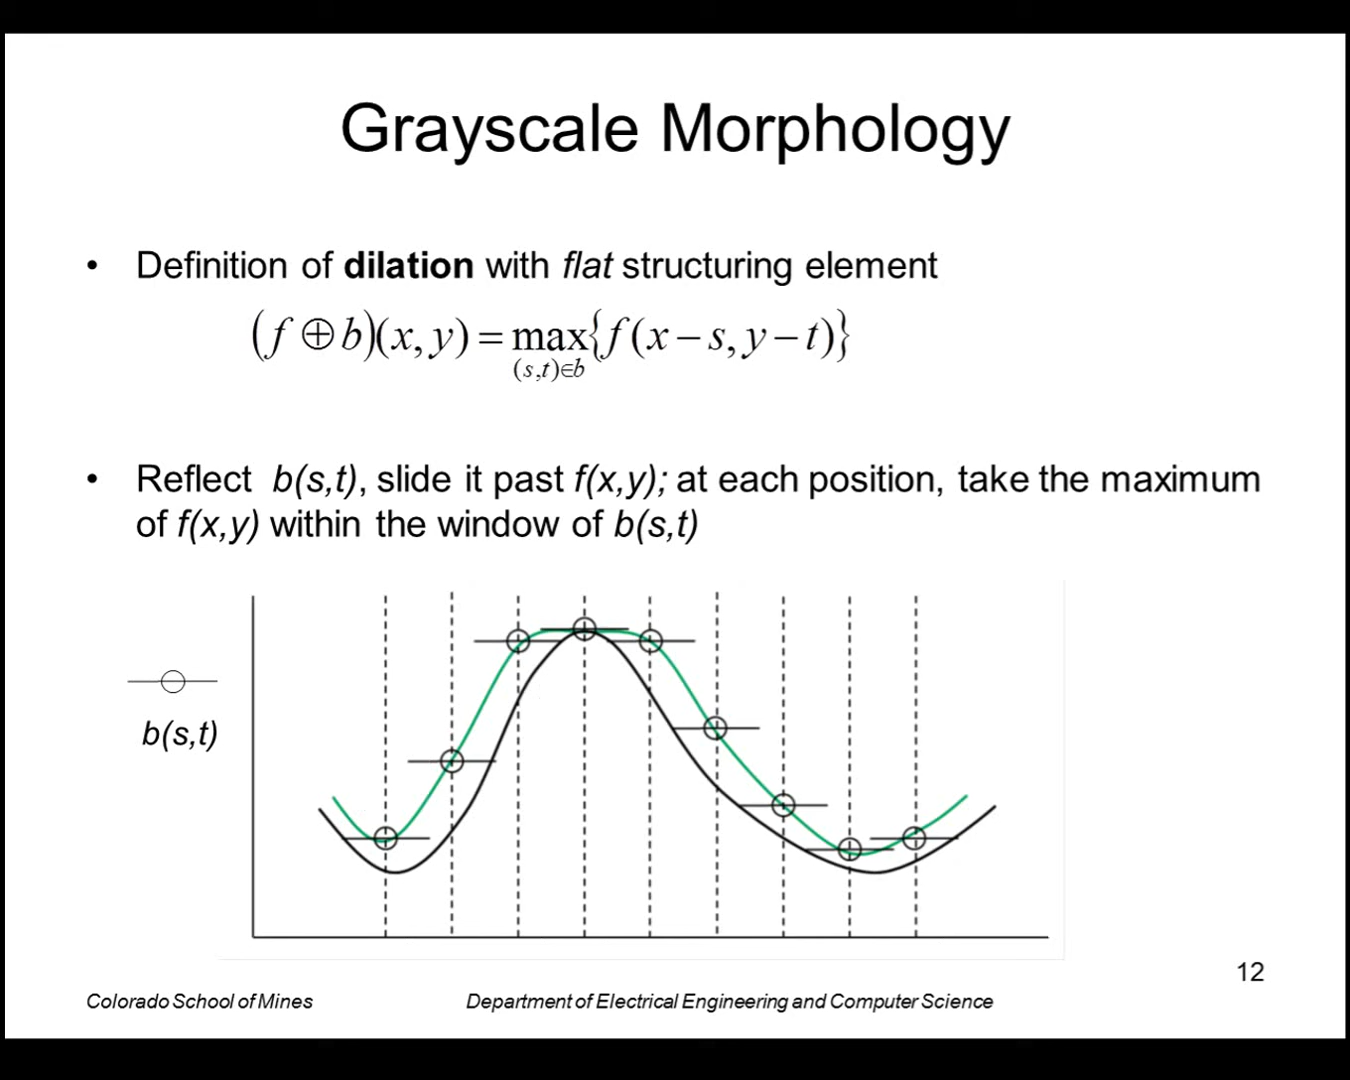 Grayscale Morphology
• Definition of dilation with flat structuring element
(f ⊕ b)(x, y) = max{f(x − s, y − t)}
(s,t)∈b
• Reflect b(s,t), slide it past f(x,y); at each position, take the maximum
of f(x,y) within the window of b(s,t)
b(s,t)
12
Colorado School of Mines
Department of Electrical Engineering and Computer Science